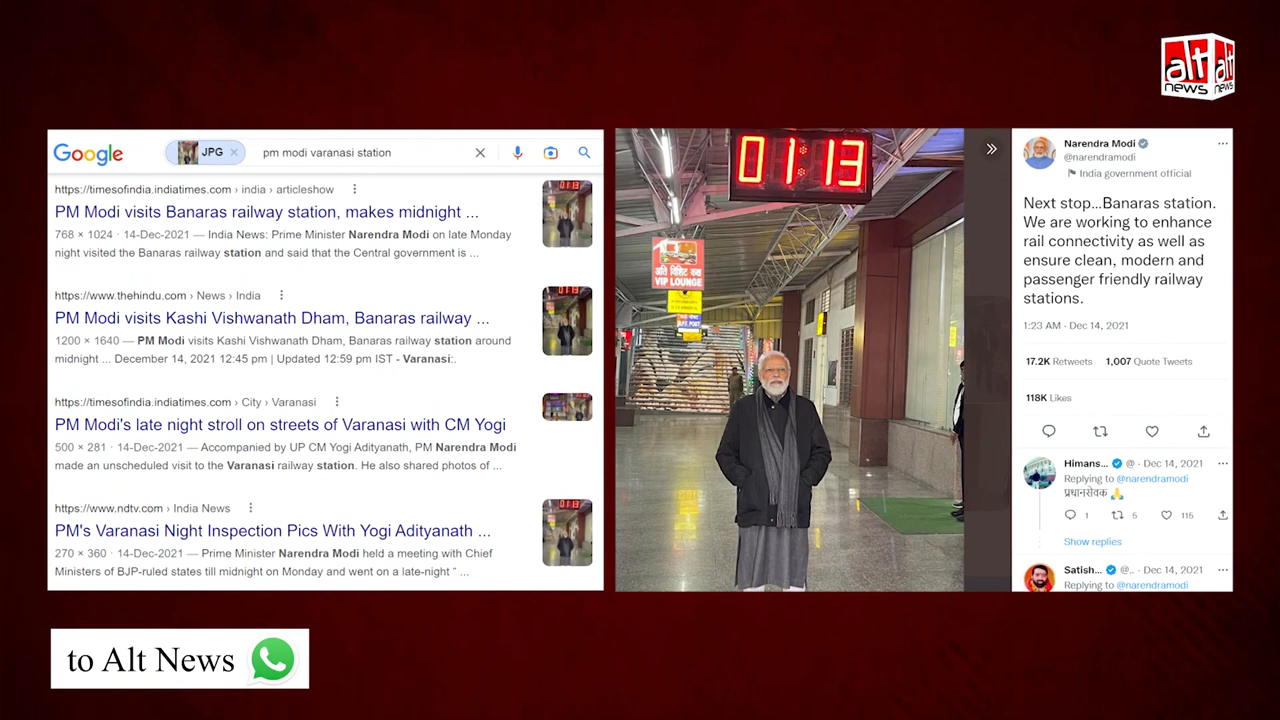 alt
news
alt
news
Google
JPG
pm modi varanasi station
https://timesofindia.indiatimes.com › india › articleshow
PM Modi visits Banaras railway station, makes midnight ...
768 × 1024 · 14-Dec-2021 — India News: Prime Minister Narendra Modi on late Monday
night visited the Banaras railway station and said that the Central government is ...
https://www.thehindu.com › News › India
PM Modi visits Kashi Vishwanath Dham, Banaras railway ...
1200 × 1640 — PM Modi visits Kashi Vishwanath Dham, Banaras railway station around
midnight ... December 14, 2021 12:45 pm | Updated 12:59 pm IST - Varanasi:.
https://timesofindia.indiatimes.com › City › Varanasi
PM Modi's late night stroll on streets of Varanasi with CM Yogi
500 × 281 · 14-Dec-2021 — Accompanied by UP CM Yogi Adityanath, PM Narendra Modi
made an unscheduled visit to the Varanasi railway station. He also shared photos of ...
https://www.ndtv.com › India News
PM's Varanasi Night Inspection Pics With Yogi Adityanath ...
270 × 360 · 14-Dec-2021 — Prime Minister Narendra Modi held a meeting with Chief
Ministers of BJP-ruled states till midnight on Monday and went on a late-night " ...
01:13
अति विशिष्ट कक्ष
VIP LOUNGE
Narendra Modi
@narendramodi
India government official
Next stop...Banaras station.
We are working to enhance
rail connectivity as well as
ensure clean, modern and
passenger friendly railway
stations.
1:23 AM · Dec 14, 2021
17.2K Retweets 1,007 Quote Tweets
118K Likes
Himans... @ · Dec 14, 2021
Replying to @narendramodi
प्रधानसेवक 🙏
1 5 115
Show replies
Satish... @.. · Dec 14, 2021
Replying to @narendramodi
to Alt News